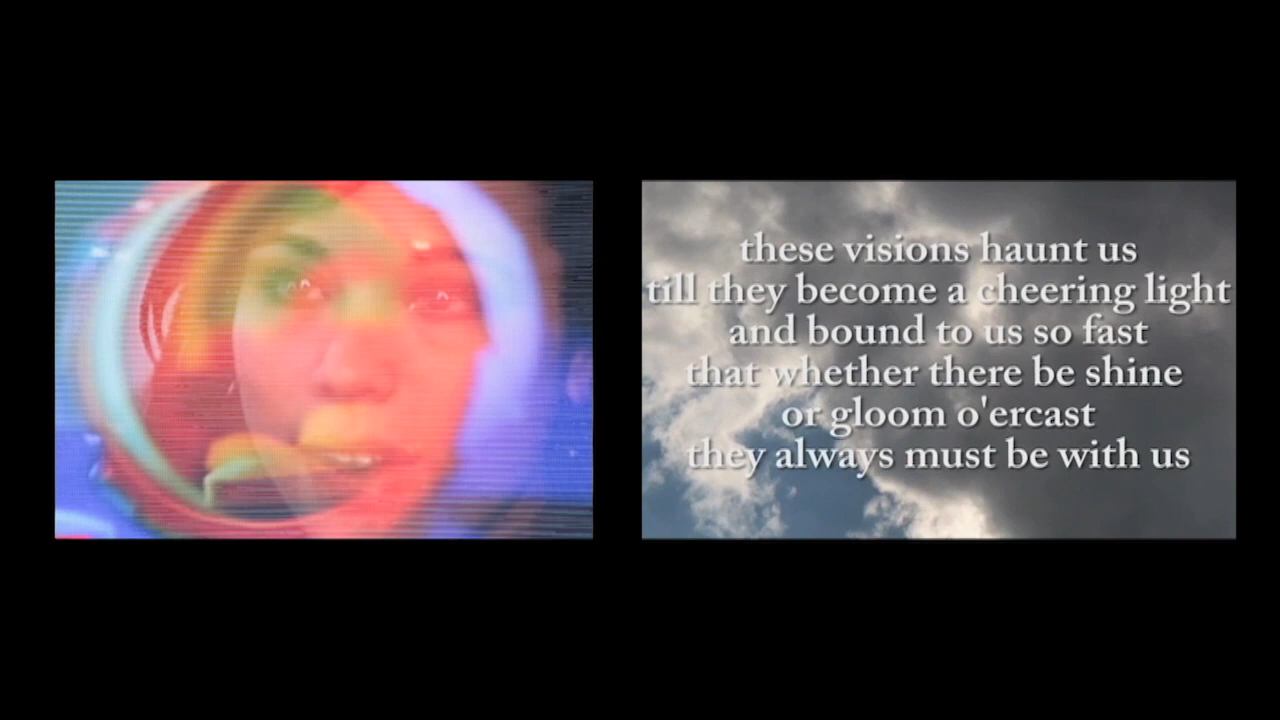 these visions haunt us
till they become a cheering light
and bound to us so fast
that whether there be shine
or gloom o'ercast
they always must be with us